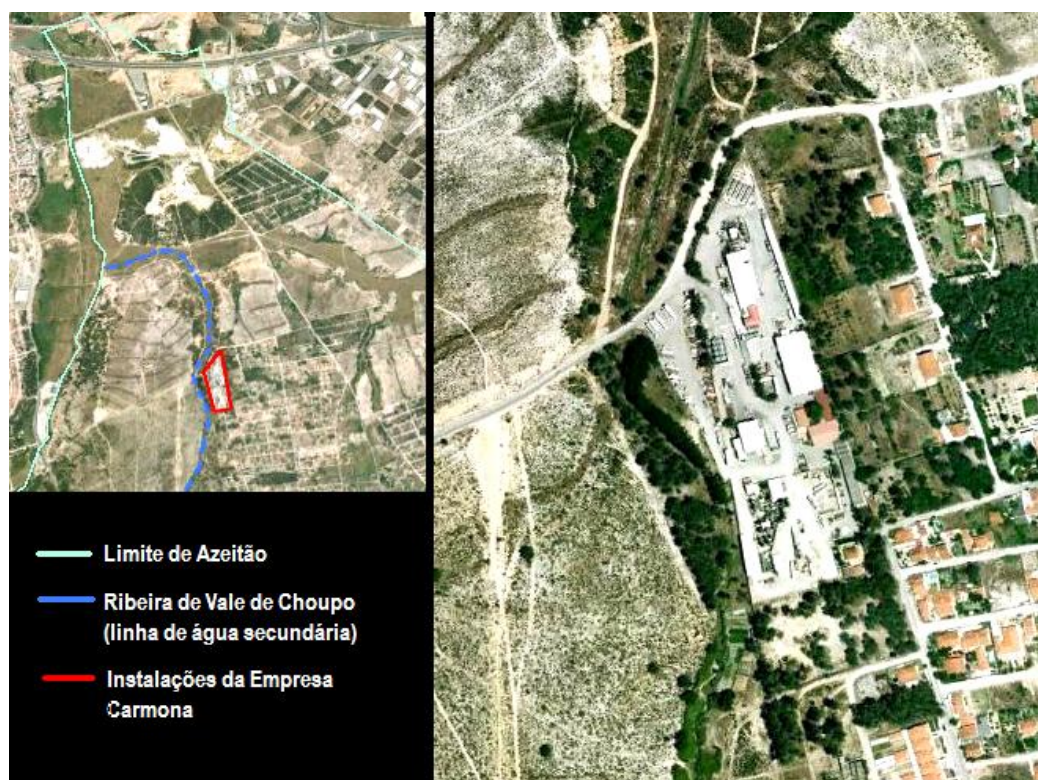 Limite de Azeitão
Ribeira de Vale de Choupo
(linha de água secundária)
Instalações da Empresa
Carmona